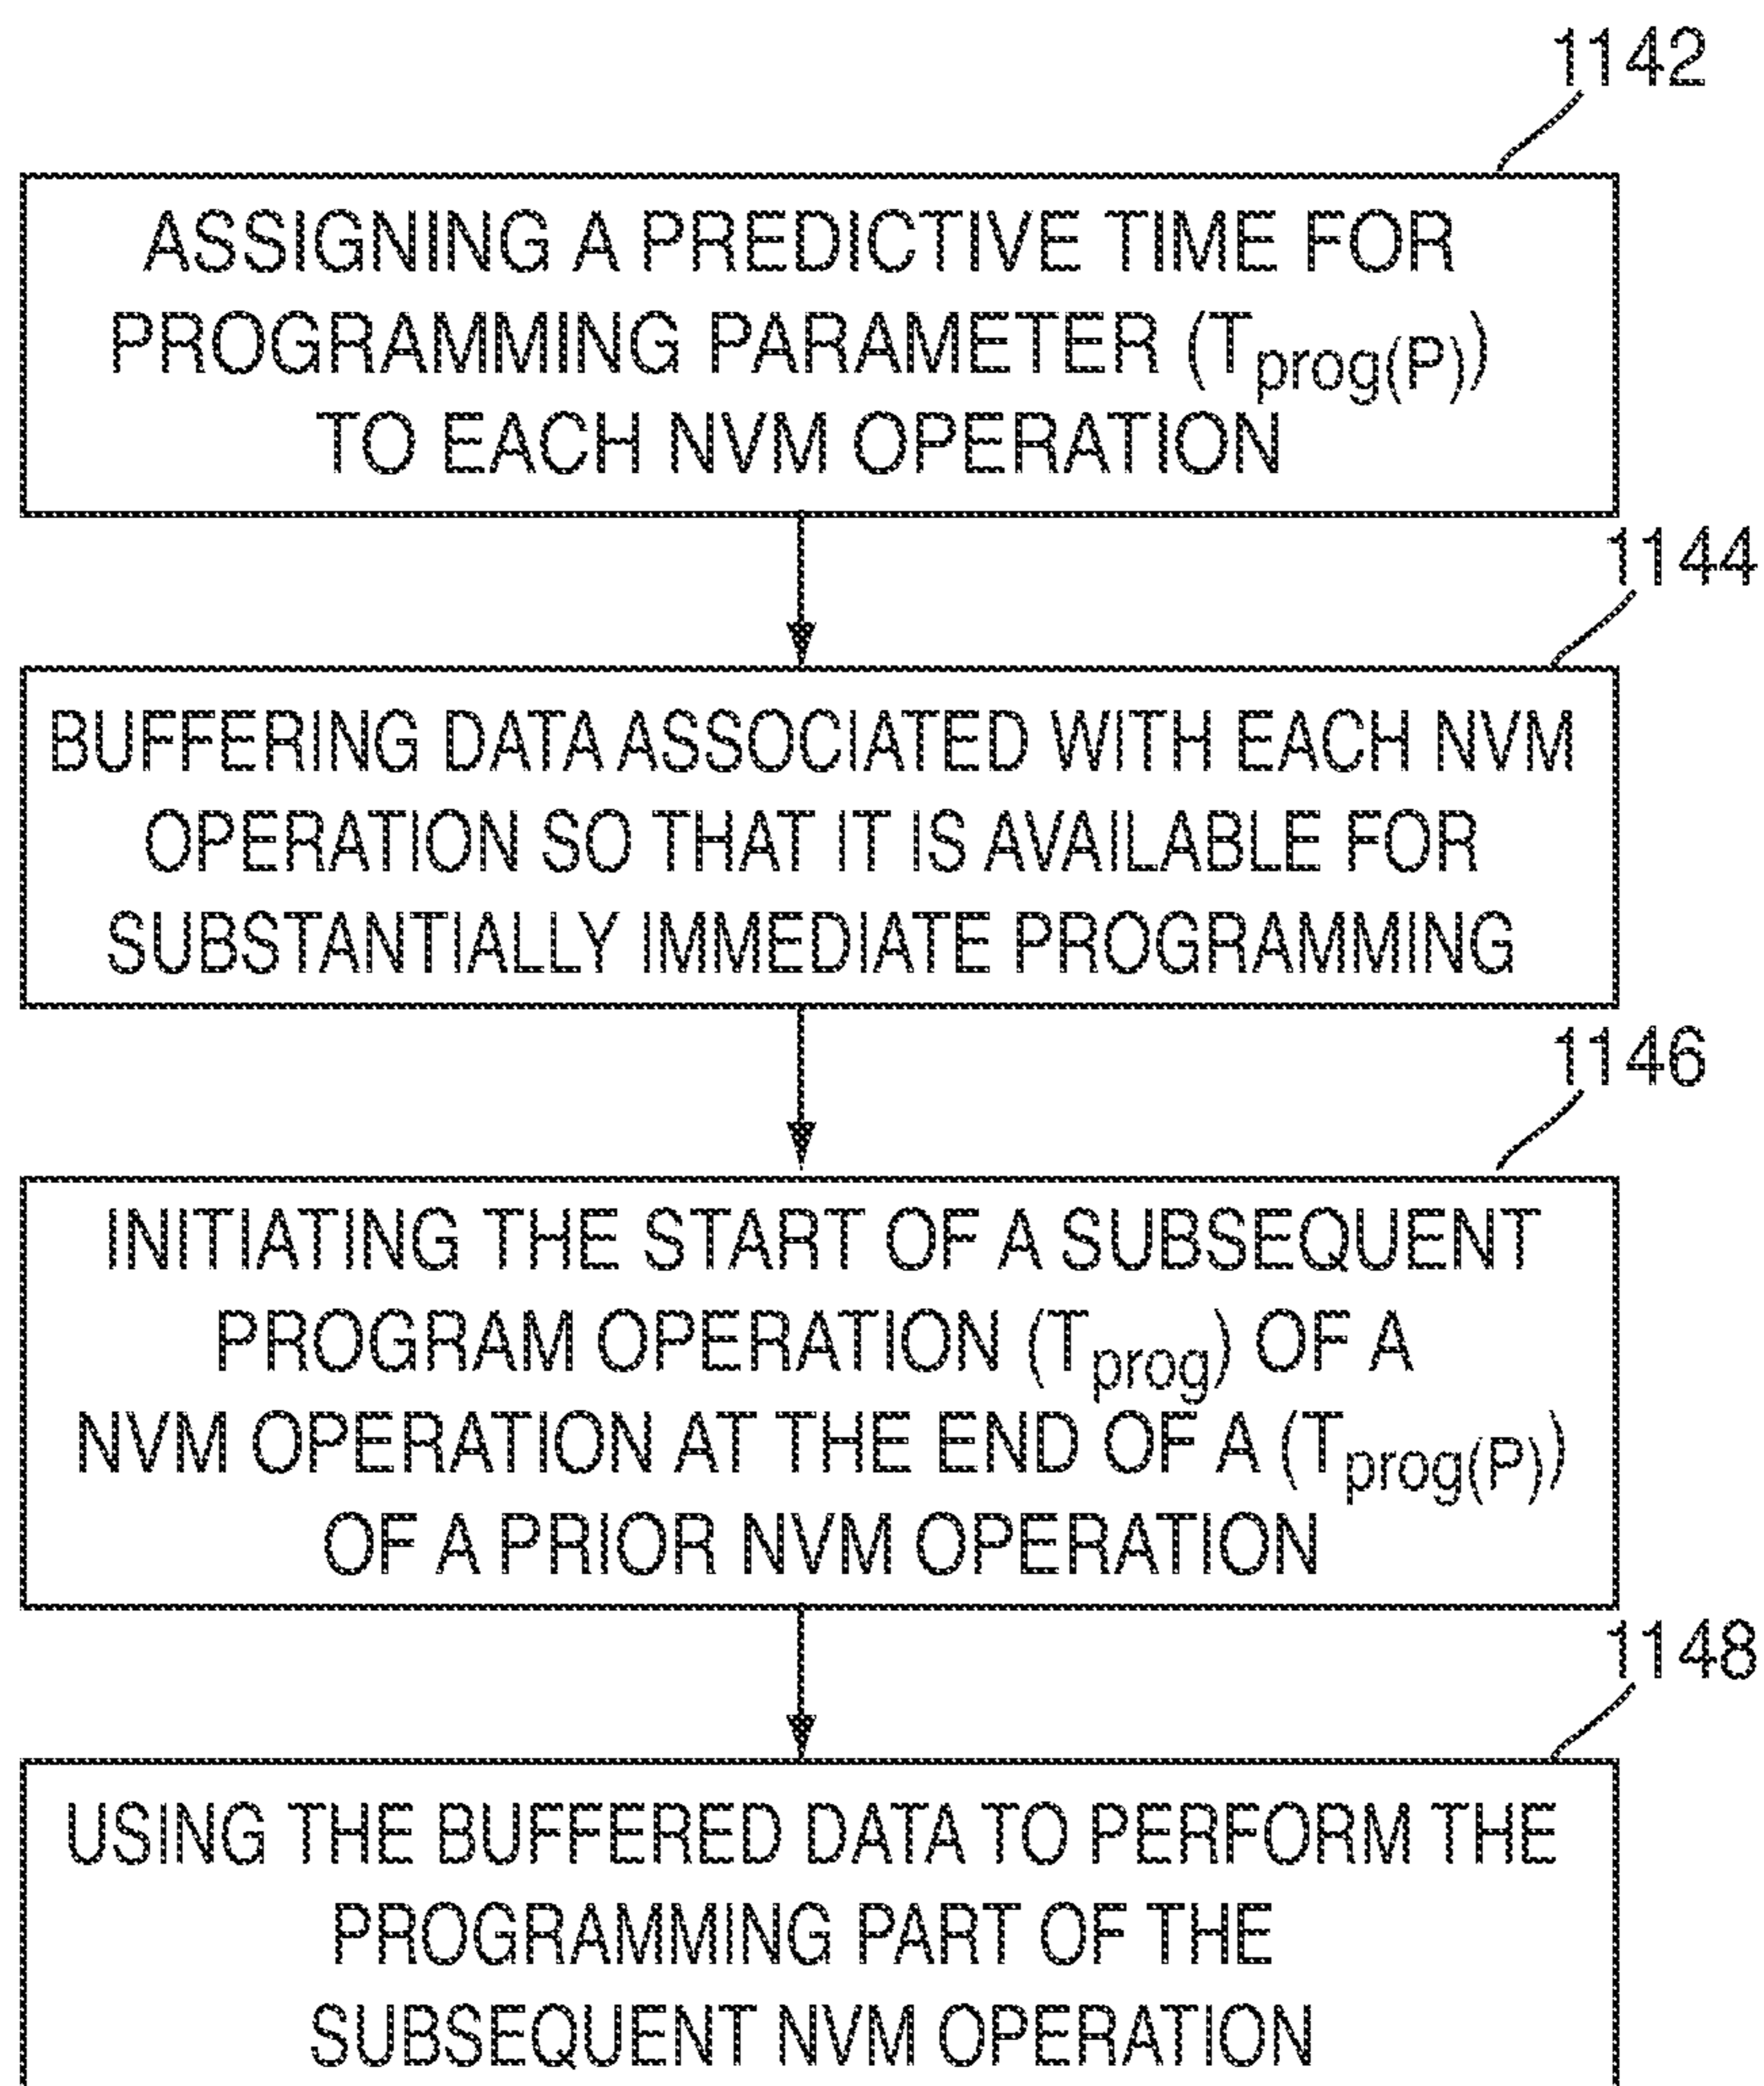 1142
ASSIGNING A PREDICTIVE TIME FOR
PROGRAMMING PARAMETER (Tprog(P))
TO EACH NVM OPERATION
1144
BUFFERING DATA ASSOCIATED WITH EACH NVM
OPERATION SO THAT IT IS AVAILABLE FOR
SUBSTANTIALLY IMMEDIATE PROGRAMMING
1146
INITIATING THE START OF A SUBSEQUENT
PROGRAM OPERATION (Tprog) OF A
NVM OPERATION AT THE END OF A (Tprog(P))
OF A PRIOR NVM OPERATION
1148
USING THE BUFFERED DATA TO PERFORM THE
PROGRAMMING PART OF THE
SUBSEQUENT NVM OPERATION